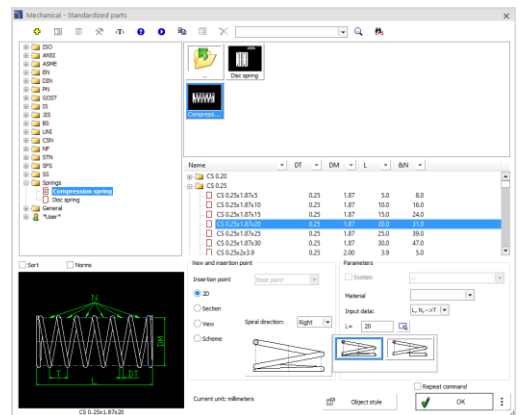 Mechanical - Standardized parts
ISO
ANSI
ASME
EN
DIN
PN
GOST
IS
JIS
BS
UNI
CSN
NF
STN
SFS
SS
Springs
Compression spring
Disc spring
General
*User*
..
Disc spring
Compressi...
Name DT DM L &N
CS 0.20
CS 0.25
CS 0.25x1.87x5 0.25 1.87 5.0 8.0
CS 0.25x1.87x10 0.25 1.87 10.0 16.0
CS 0.25x1.87x15 0.25 1.87 15.0 24.0
CS 0.25x1.87x20 0.25 1.87 20.0 31.0
CS 0.25x1.87x25 0.25 1.87 25.0 39.0
CS 0.25x1.87x30 0.25 1.87 30.0 47.0
CS 0.25x2x3.9 0.25 2.00 3.9 5.0
Sort Norme
N
DM
T DT
L
CS 0.25x1.87x20
View and insertion point
Insertion point Base point
3D
Section
View
Scheme
Spiral direction: Right
Current unit: milimeters
Parameters
System --
Material
Input data: L, N,-->T
L= 20
Repeat command
Object style OK